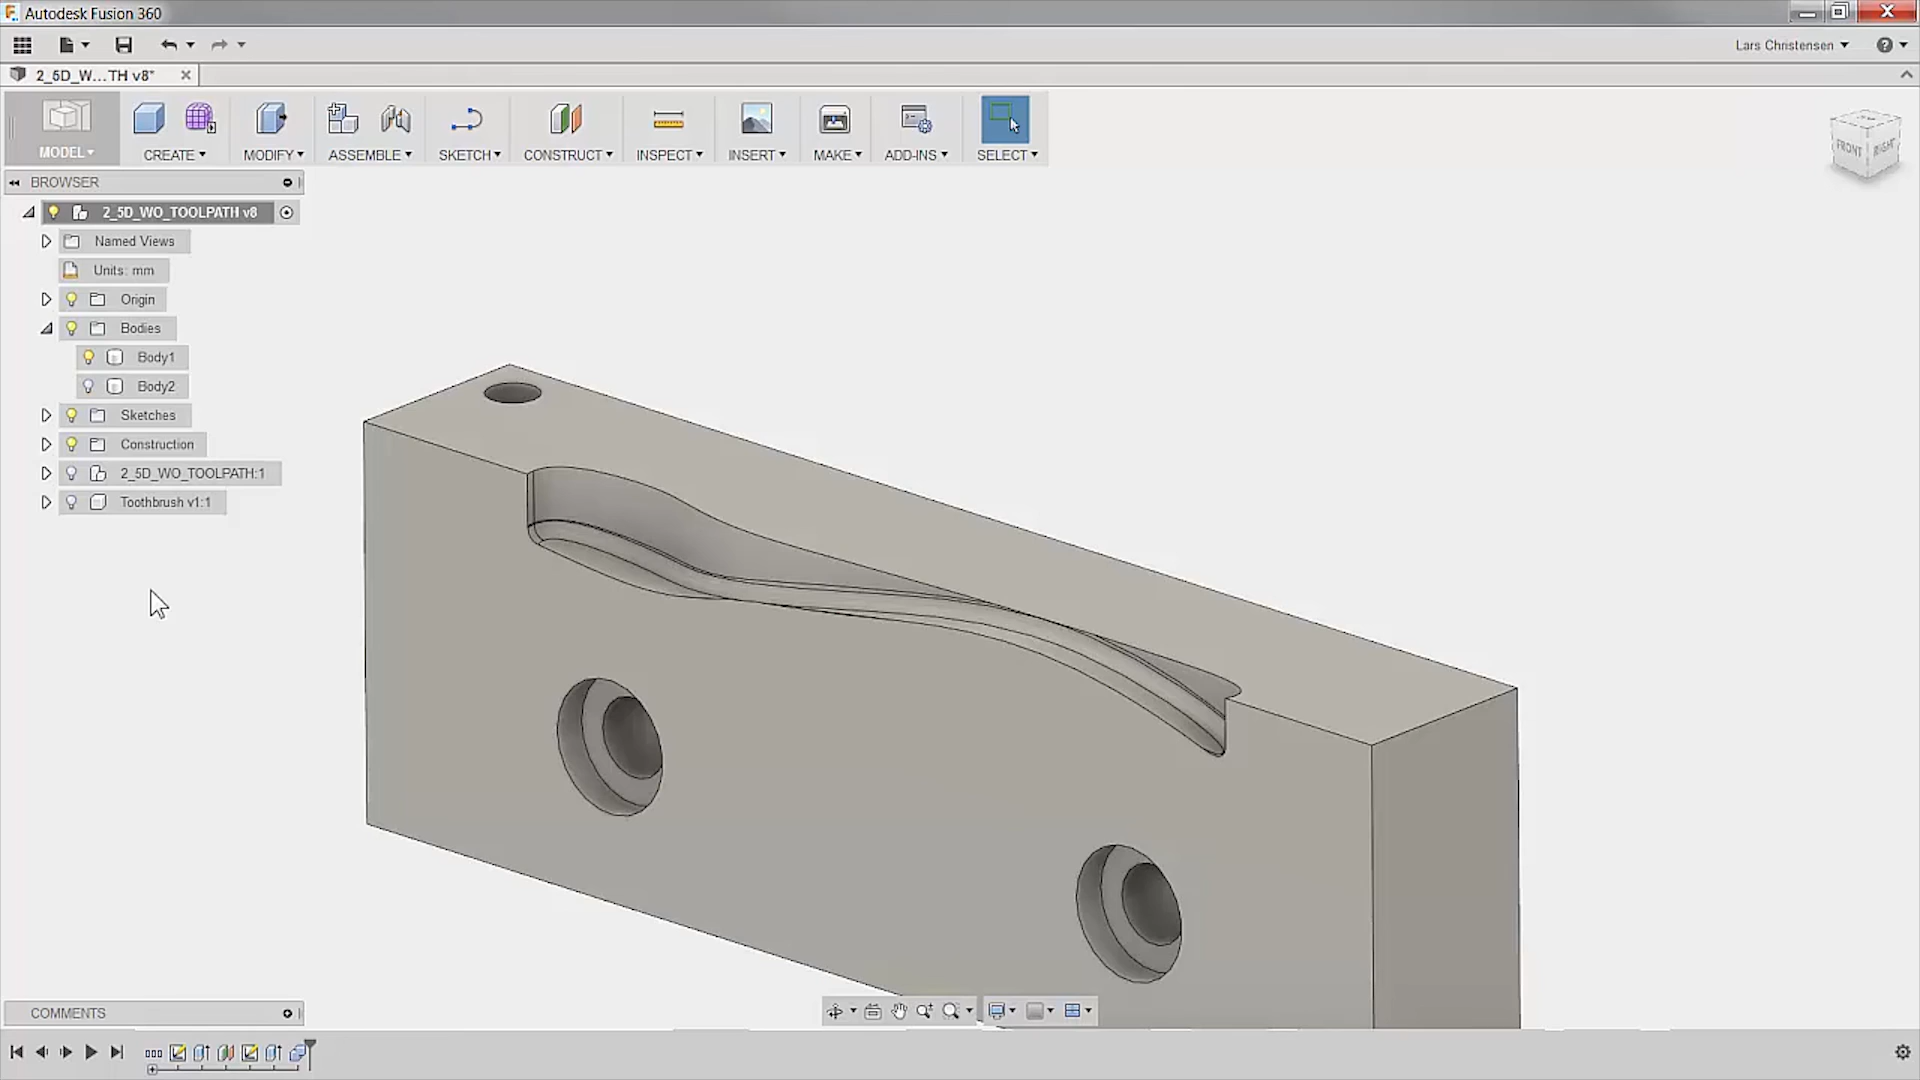 Autodesk Fusion 360
Lars Christensen
2_5D_W...TH v8*
MODEL
CREATE
MODIFY
ASSEMBLE
SKETCH
CONSTRUCT
INSPECT
INSERT
MAKE
ADD-INS
SELECT
FRONT
RIGHT
BROWSER
2_5D_WO_TOOLPATH v8
Named Views
Units: mm
Origin
Bodies
Body1
Body2
Sketches
Construction
2_5D_WO_TOOLPATH:1
Toothbrush v1:1
COMMENTS